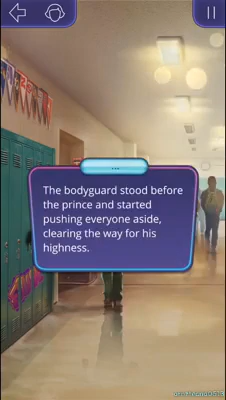 ...
The bodyguard stood before
the prince and started
pushing everyone aside,
clearing the way for his
highness.